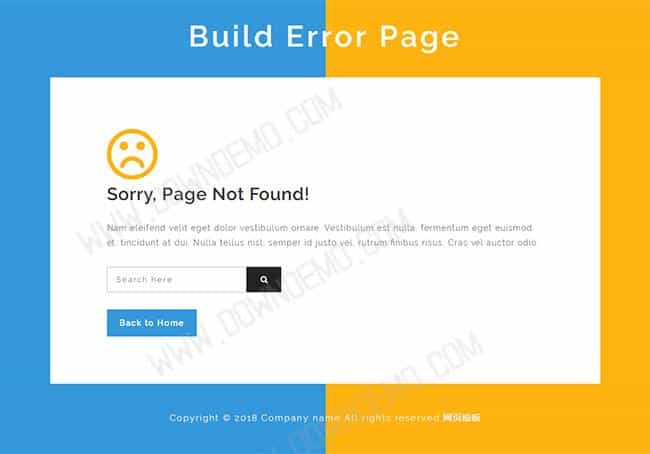 Build Error Page
Sorry, Page Not Found!
Nam eleifend velit eget dolor vestibulum ornare. Vestibulum est nulla, fermentum eget euismod
et, tincidunt at dui. Nulla tellus nisl, semper id justo vel, rutrum finibus risus. Cras vel auctor odio.
Search here
Back to Home
Copyright © 2018.Company name All rights reserved.网页模板
WWW.DOWNDEMO.COM
WWW.DOWNDEMO.COM
WWW.DOWNDEMO.COM